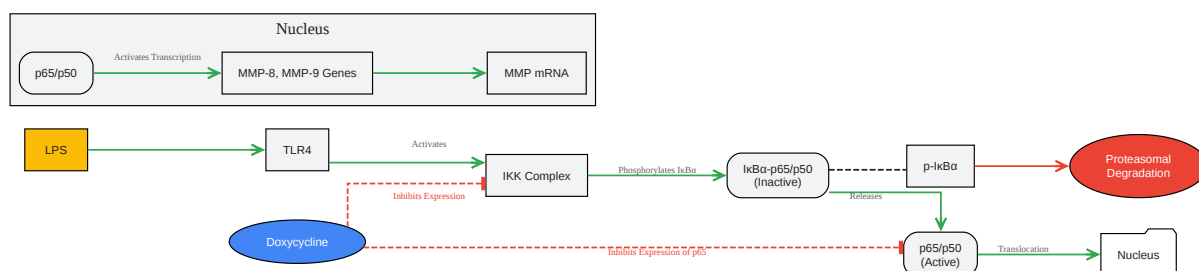 Nucleus
p65/p50
Activates Transcription
MMP-8, MMP-9 Genes
MMP mRNA
LPS
TLR4
Activates
IKK Complex
Phosphorylates IκBα
IκBα-p65/p50
(Inactive)
p-IκBα
Proteasomal
Degradation
Inhibits Expression
Releases
Doxycycline
Inhibits Expression of p65
p65/p50
(Active)
Translocation
Nucleus